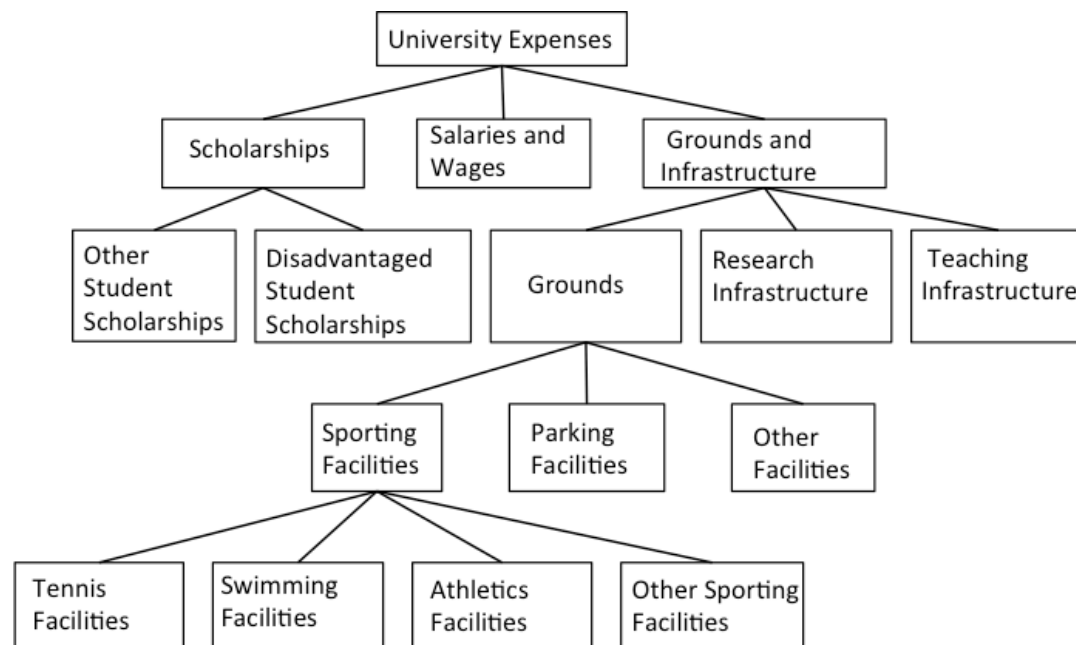 University Expenses
Scholarships
Salaries and
Wages
Grounds and
Infrastructure
Other
Student
Scholarships
Disadvantaged
Student
Scholarships
Grounds
Research
Infrastructure
Teaching
Infrastructure
Sporting
Facilities
Parking
Facilities
Other
Facilities
Tennis
Facilities
Swimming
Facilities
Athletics
Facilities
Other Sporting
Facilities